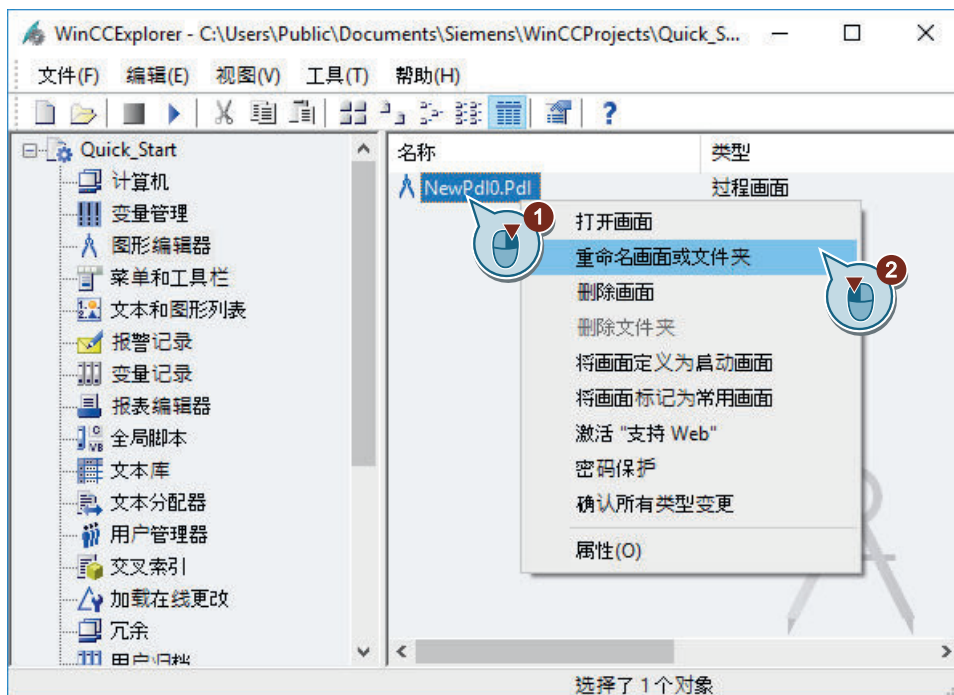 WinCCExplorer - C:\Users\Public\Documents\Siemens\WinCCProjects\Quick_S...
文件(F) 编辑(E) 视图(V) 工具(T) 帮助(H)
Quick_Start
计算机
变量管理
图形编辑器
菜单和工具栏
文本和图形列表
报警记录
变量记录
报表编辑器
全局脚本
文本库
文本分配器
用户管理器
交叉索引
加载在线更改
冗余
用户归档
名称 类型
NewPdl0.Pdl 过程画面
1
打开画面
重命名画面或文件夹
2
删除画面
删除文件夹
将画面定义为启动画面
将画面标记为常用画面
激活 "支持 Web"
密码保护
确认所有类型变更
属性(O)
选择了 1 个对象